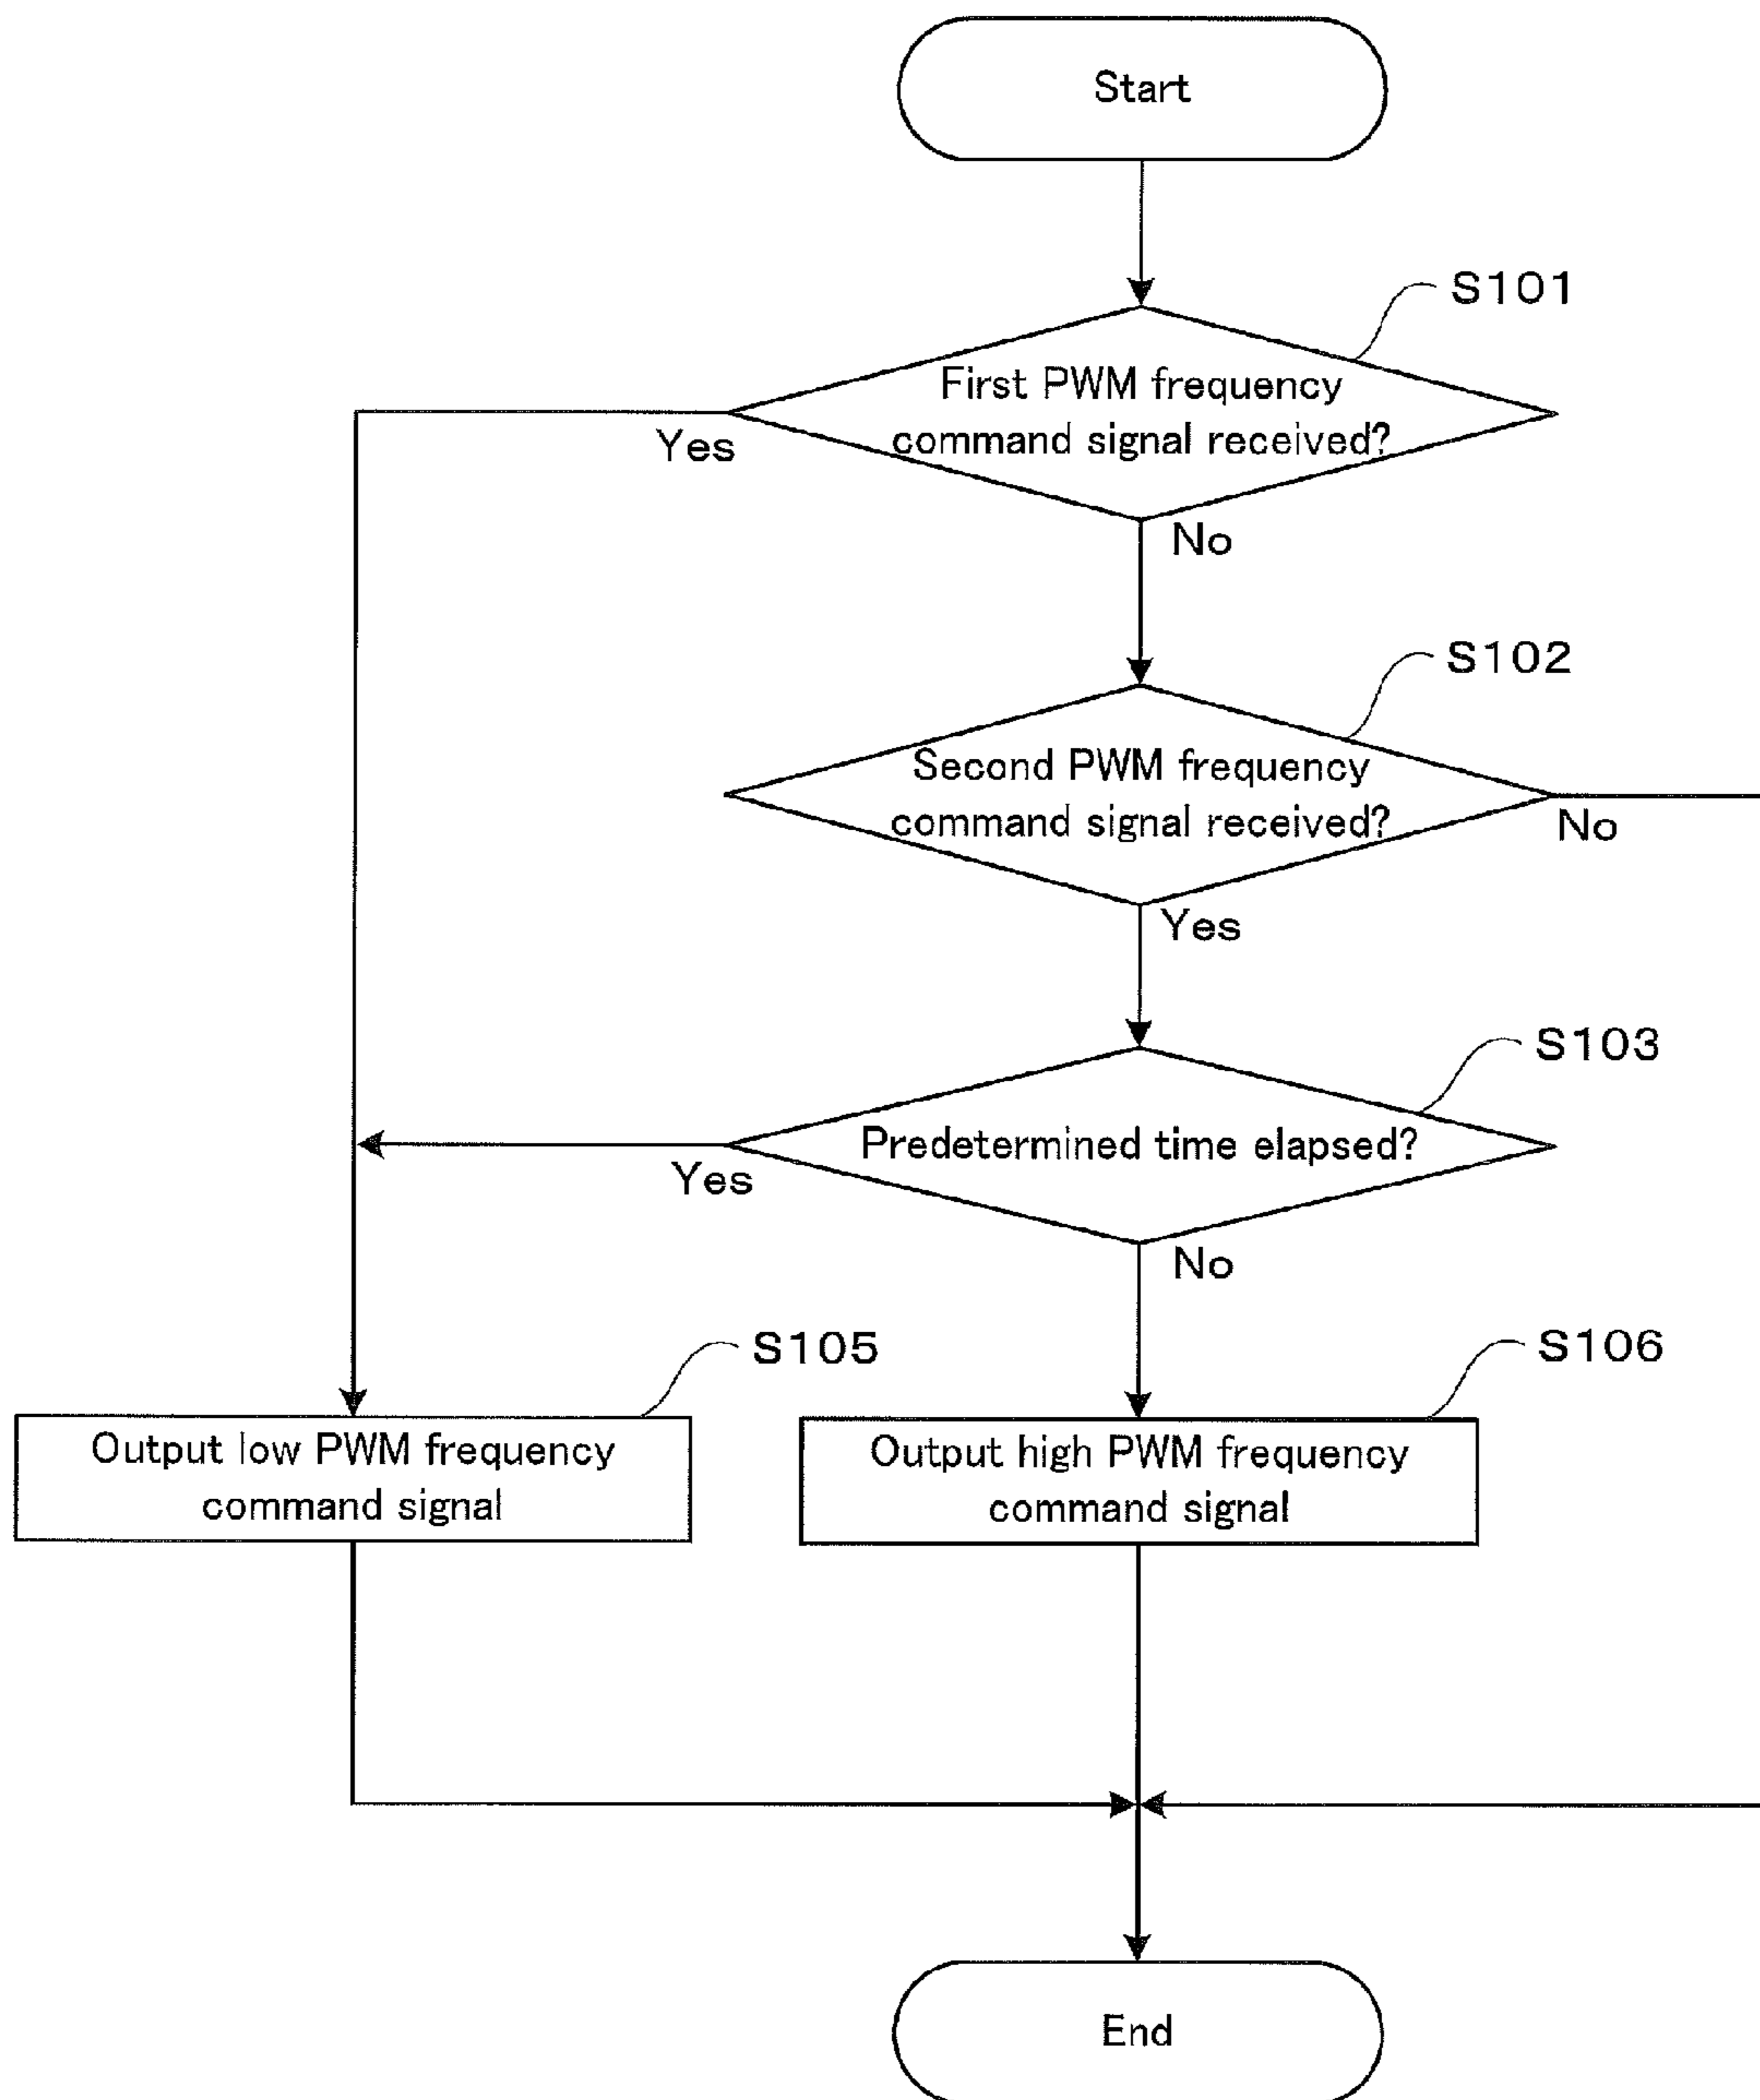 Start
S101
First PWM frequency
command signal received?
Yes
No
S102
Second PWM frequency
command signal received?
No
Yes
S103
Predetermined time elapsed?
Yes
No
S105
S106
Output low PWM frequency
command signal
Output high PWM frequency
command signal
End